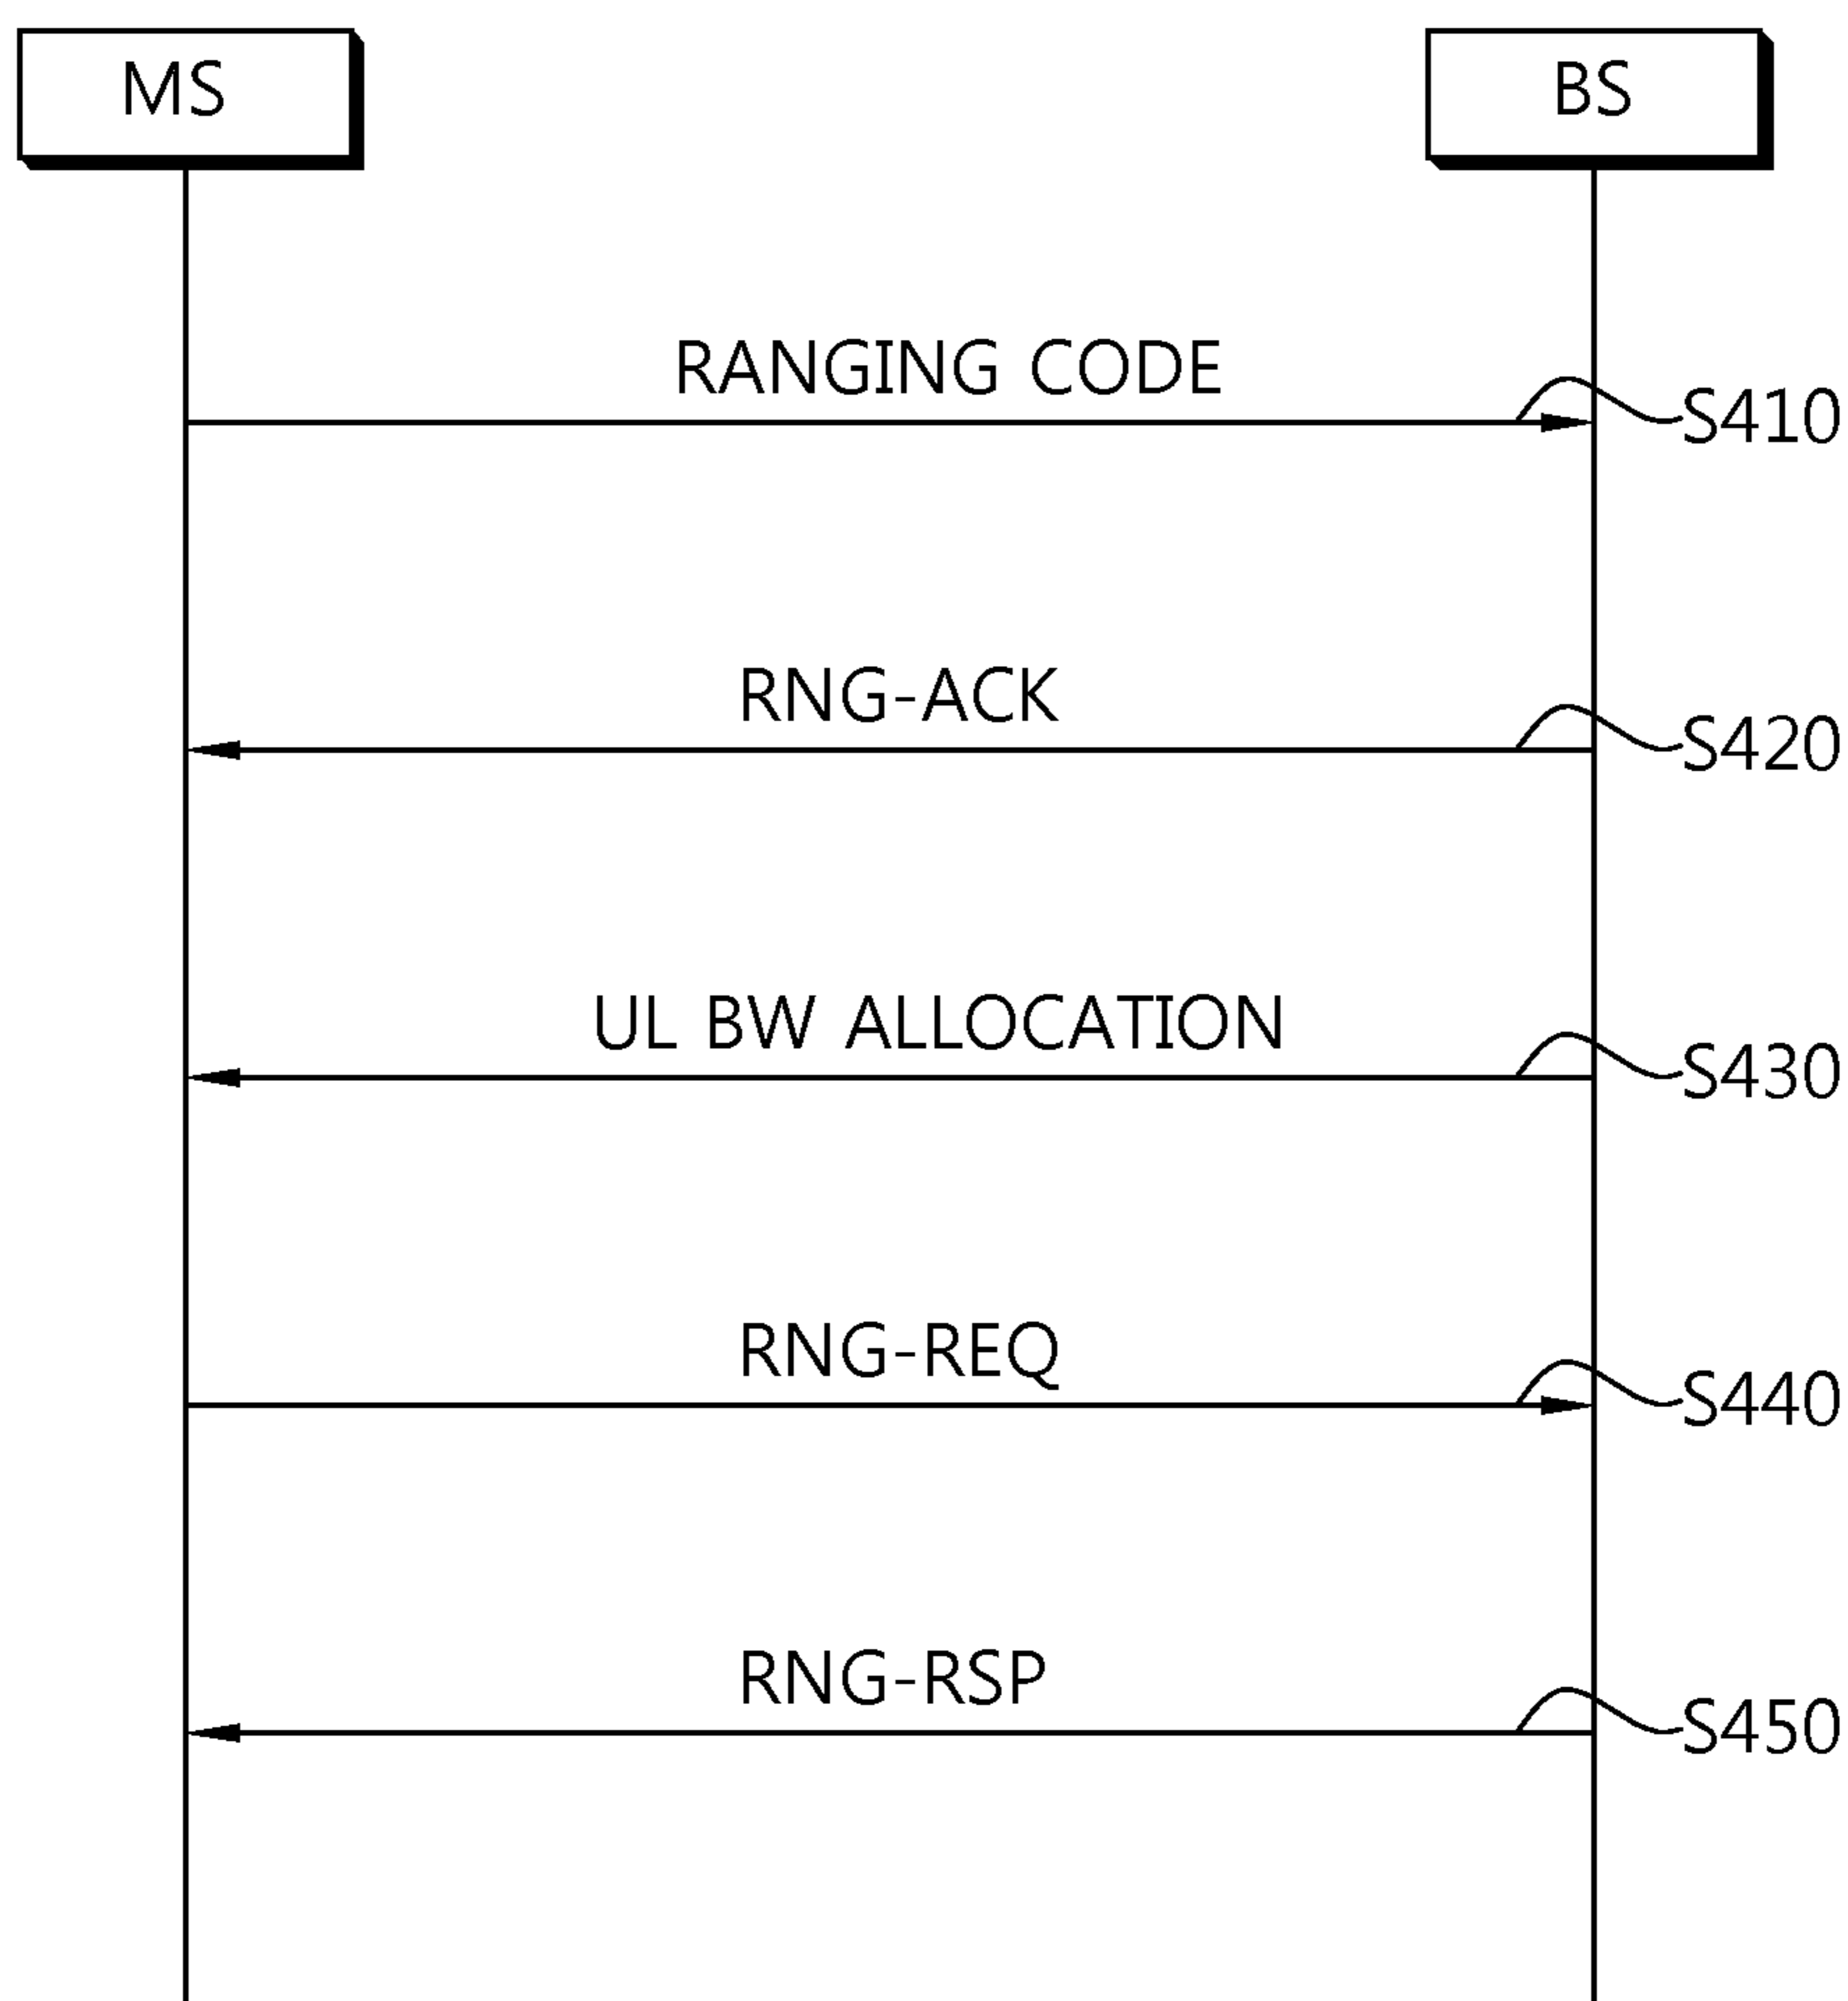 MS
BS
RANGING CODE
S410
RNG-ACK
S420
UL BW ALLOCATION
S430
RNG-REQ
S440
RNG-RSP
S450